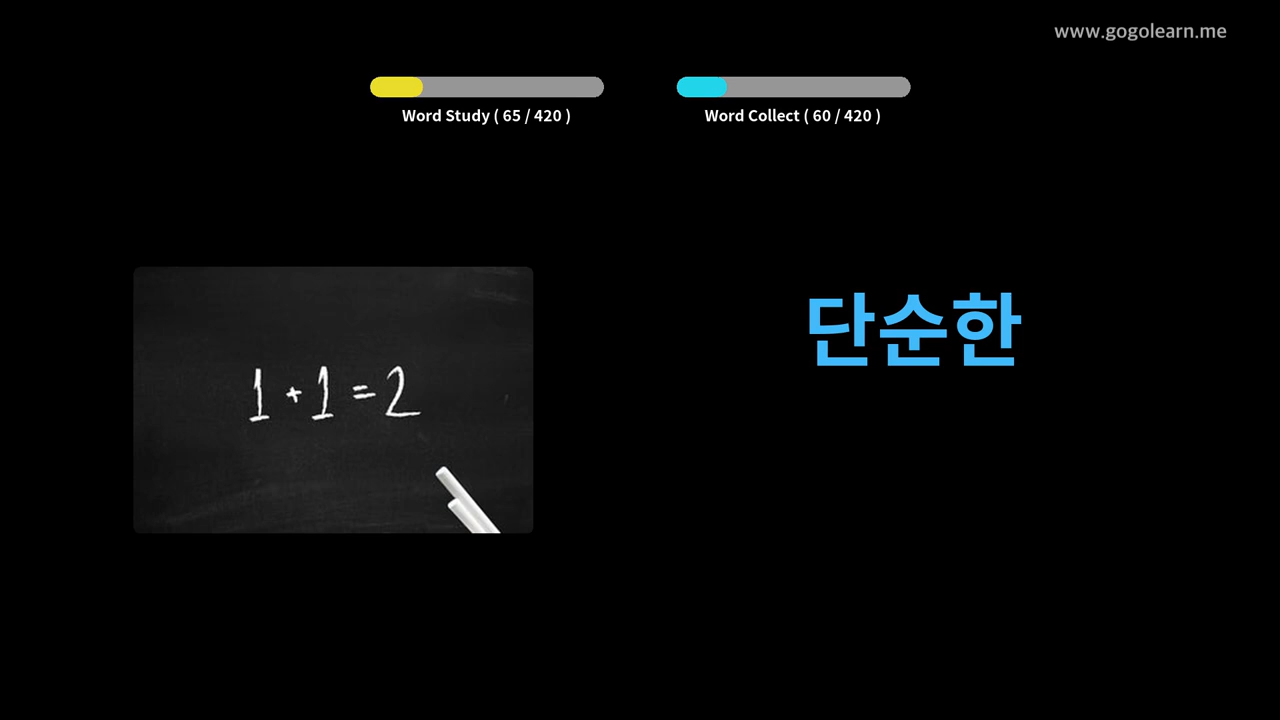 www.gogolearn.me
Word Study ( 65 / 420 )
Word Collect ( 60 / 420 )
1 + 1 = 2
단순한